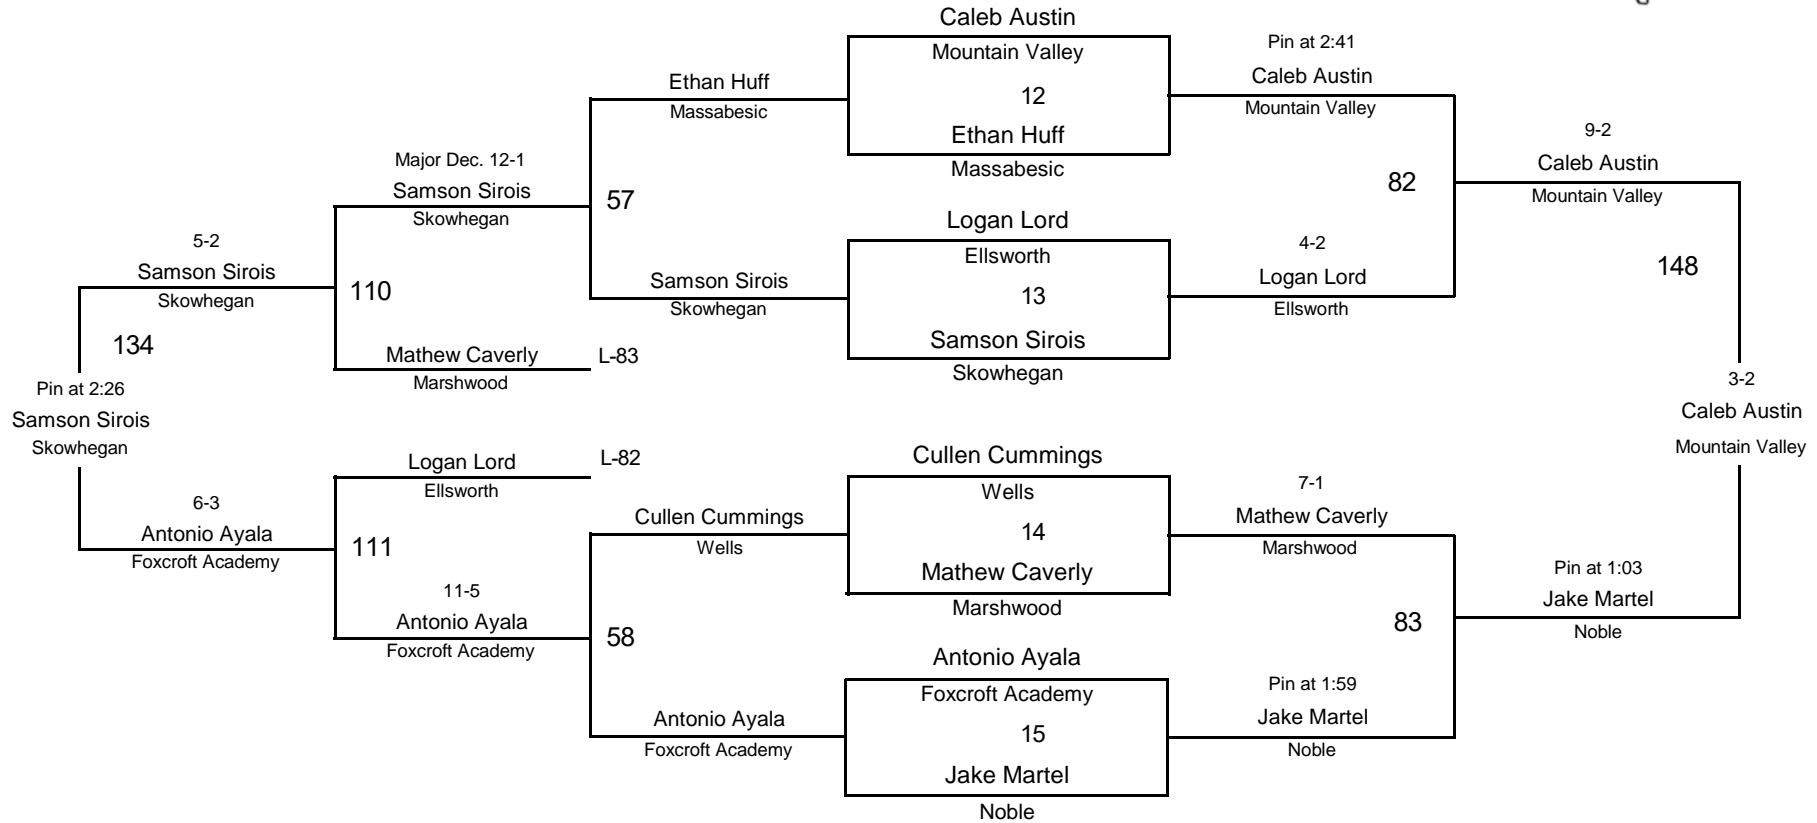 Caleb Austin
Mountain Valley
12
Ethan Huff
Massabesic
Logan Lord
Ellsworth
13
Samson Sirois
Skowhegan
Cullen Cummings
Wells
14
Mathew Caverly
Marshwood
Antonio Ayala
Foxcroft Academy
15
Jake Martel
Noble
Pin at 2:41
Caleb Austin
Mountain Valley
82
4-2
Logan Lord
Ellsworth
7-1
Mathew Caverly
Marshwood
83
Pin at 1:59
Jake Martel
Noble
9-2
Caleb Austin
Mountain Valley
148
Pin at 1:03
Jake Martel
Noble
3-2
Caleb Austin
Mountain Valley
Ethan Huff
Massabesic
57
Samson Sirois
Skowhegan
Cullen Cummings
Wells
58
Antonio Ayala
Foxcroft Academy
Major Dec. 12-1
Samson Sirois
Skowhegan
110
Mathew Caverly
L-83
Marshwood
Logan Lord
L-82
Ellsworth
111
11-5
Antonio Ayala
Foxcroft Academy
5-2
Samson Sirois
Skowhegan
134
6-3
Antonio Ayala
Foxcroft Academy
Pin at 2:26
Samson Sirois
Skowhegan